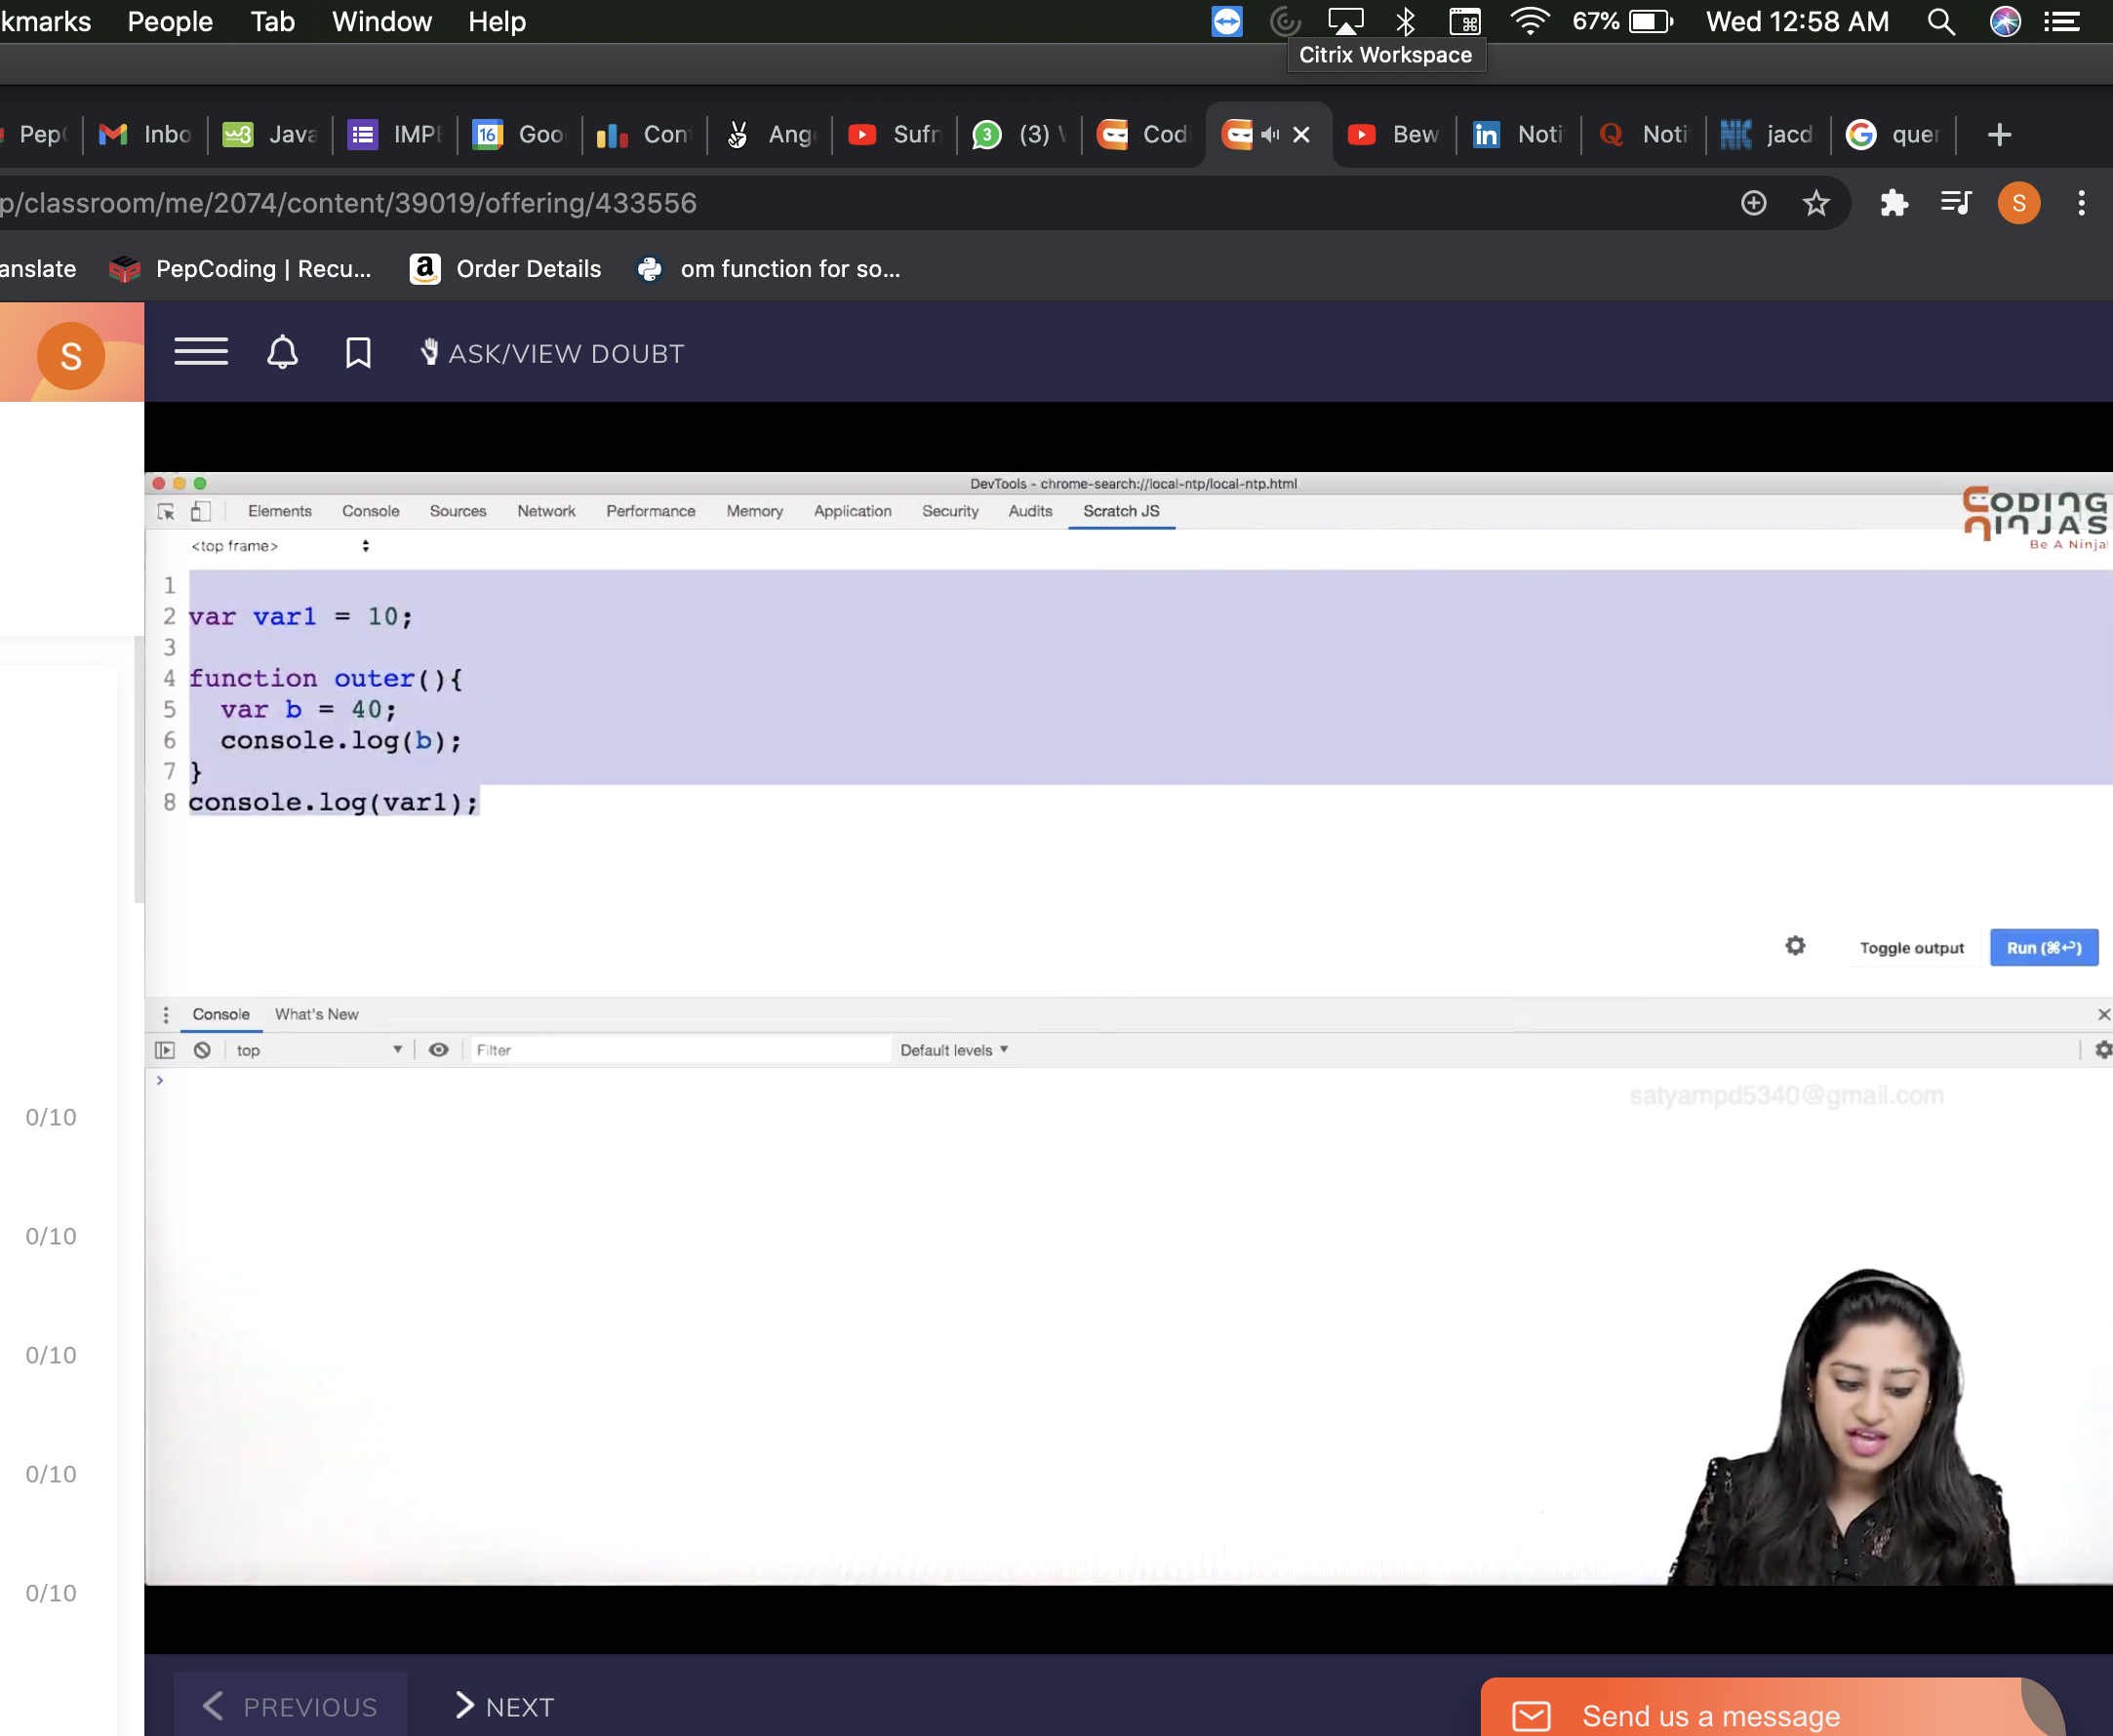 kmarks People Tab Window Help 67% Wed 12:58 AM
Citrix Workspace
Pep Inbo Java IMPE 16 Goo Con Ang Sufn 3 (3) Codi Bew in Noti Noti jacd quer
p/classroom/me/2074/content/39019/offering/433556 S
anslate PepCoding | Recu... Order Details om function for so...
S ASK/VIEW DOUBT
DevTools - chrome-search://local-ntp/local-ntp.html
Elements Console Sources Network Performance Memory Application Security Audits Scratch JS
CODING
NINJAS
Be A Ninja!
<top frame>
1
2 var var1 = 10;
3
4 function outer(){
5 var b = 40;
6 console.log(b);
7 }
8 console.log(var1);
Toggle output Run (⌘↩)
Console What's New
top Filter Default levels ▼
>
satyampd5340@gmail.com
0/10
0/10
0/10
0/10
0/10
PREVIOUS NEXT
Send us a message